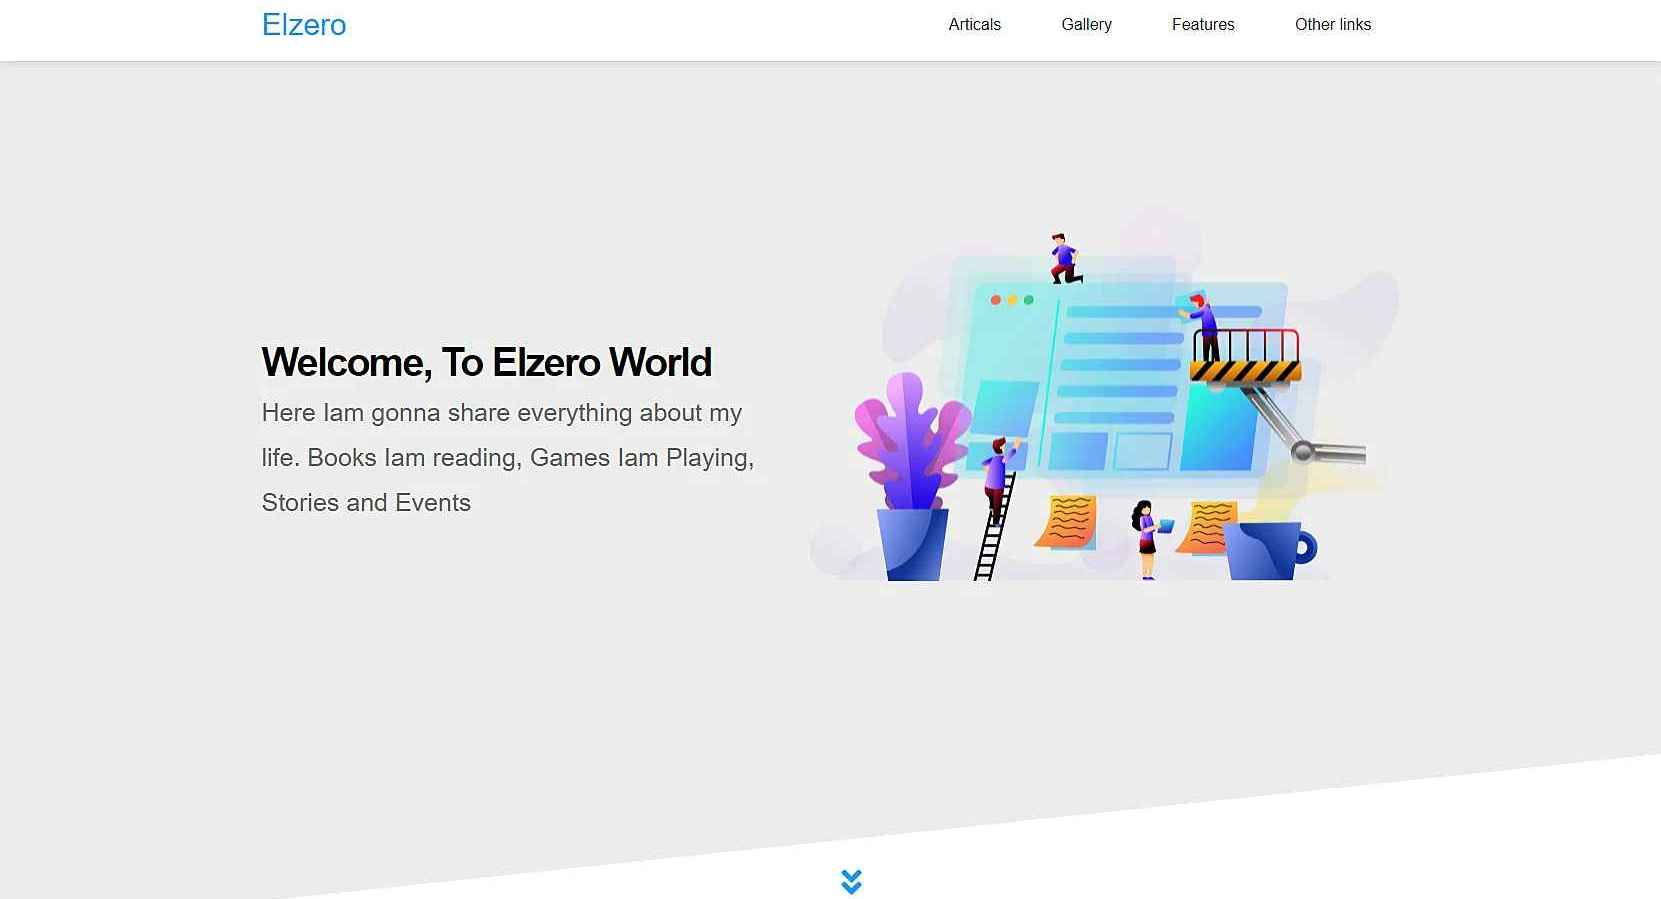 Elzero
Articals Gallery Features Other links
Welcome, To Elzero World
Here Iam gonna share everything about my
life. Books Iam reading, Games Iam Playing,
Stories and Events